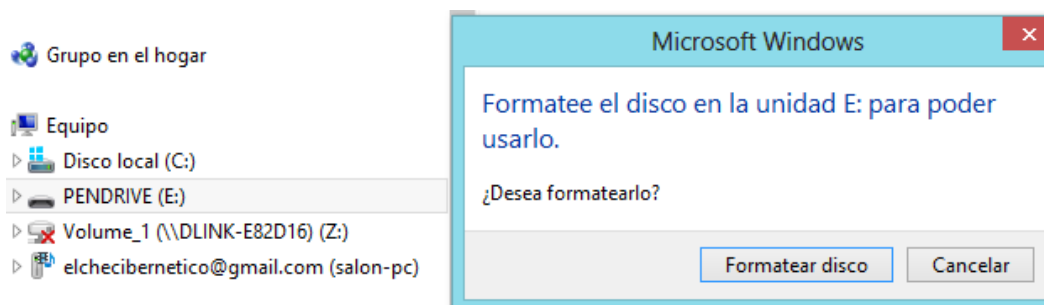 Grupo en el hogar
Equipo
Disco local (C:)
PENDRIVE (E:)
Volume_1 (\\DLINK-E82D16) (Z:)
elchecibernetico@gmail.com (salon-pc)
Microsoft Windows
Formatee el disco en la unidad E: para poder
usarlo.
¿Desea formatearlo?
Formatear disco
Cancelar